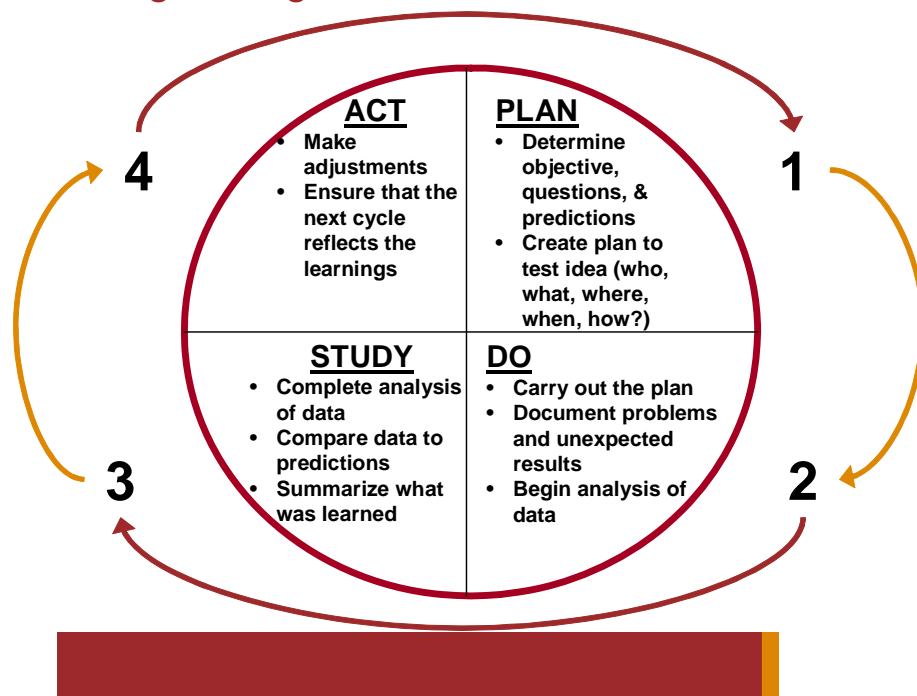 4
ACT
• Make
adjustments
• Ensure that the
next cycle
reflects the
learnings
PLAN
• Determine
objective,
questions, &
predictions
• Create plan to
test idea (who,
what, where,
when, how?)
1
3
STUDY
• Complete analysis
of data
• Compare data to
predictions
• Summarize what
was learned
DO
• Carry out the plan
• Document problems
and unexpected
results
• Begin analysis of
data
2